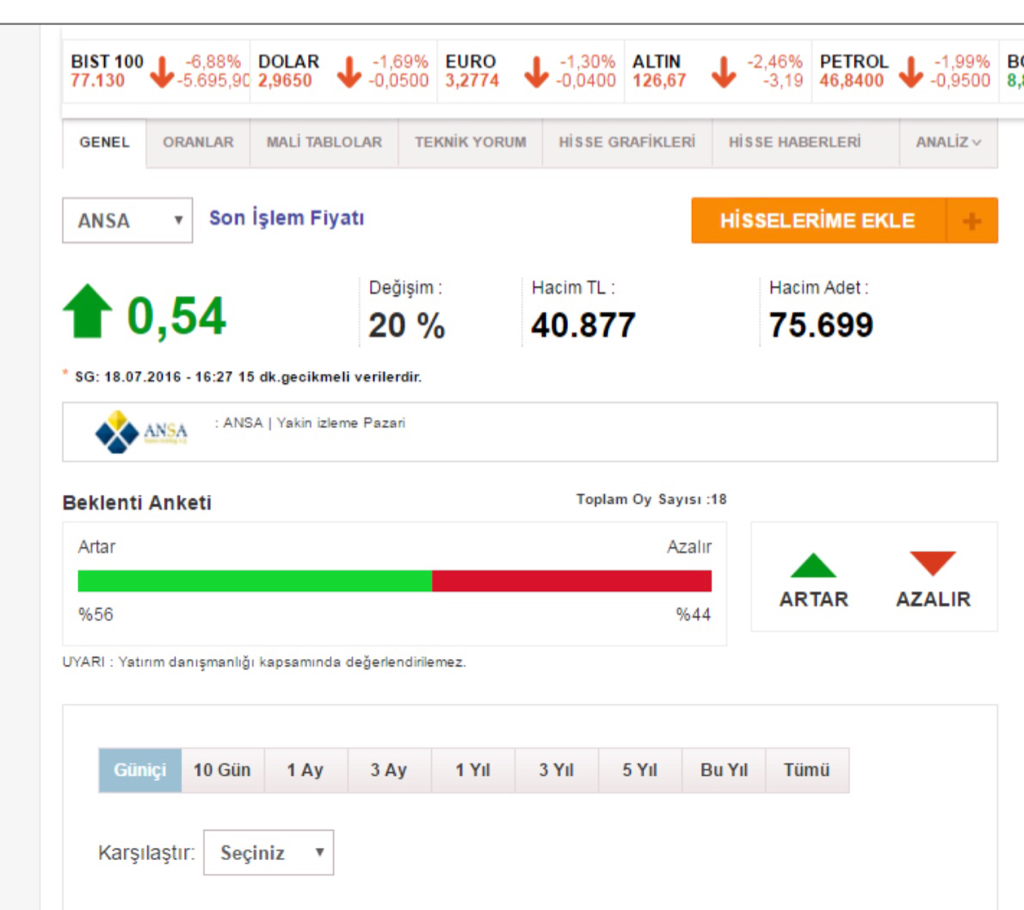 BIST 100 -6,88% DOLAR -1,69% EURO -1,30% ALTIN -2,46% PETROL -1,99%
77.130 -5.695,90 2,9650 -0,0500 3,2774 -0,0400 126,67 -3,19 46,8400 -0,9500
GENEL ORANLAR MALİ TABLOLAR TEKNİK YORUM HİSSE GRAFİKLERİ HİSSE HABERLERİ ANALİZ
ANSA Son İşlem Fiyatı HİSSELERİME EKLE +
Değişim : Hacim TL : Hacim Adet :
0,54 20 % 40.877 75.699
* SG: 18.07.2016 - 16:27 15 dk.gecikmeli verilerdir.
ANSA : ANSA | Yakin izleme Pazari
Beklenti Anketi Toplam Oy Sayısı :18
Artar Azalır
%56 %44
ARTAR AZALIR
UYARI : Yatırım danışmanlığı kapsamında değerlendirilemez.
Güniçi 10 Gün 1 Ay 3 Ay 1 Yıl 3 Yıl 5 Yıl Bu Yıl Tümü
Karşılaştır: Seçiniz